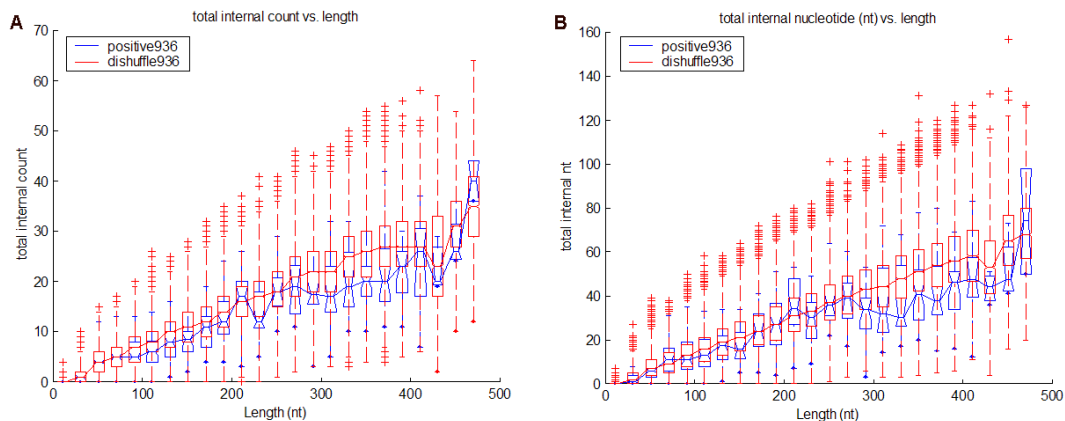 A
total internal count vs. length
70
60
50
40
30
20
10
0
total internal count
positive936
dishuffle936
0
100
200
300
400
500
Length (nt)
B
total internal nucleotide (nt) vs. length
160
140
120
100
80
60
40
20
0
total internal nt
positive936
dishuffle936
0
100
200
300
400
500
Length (nt)